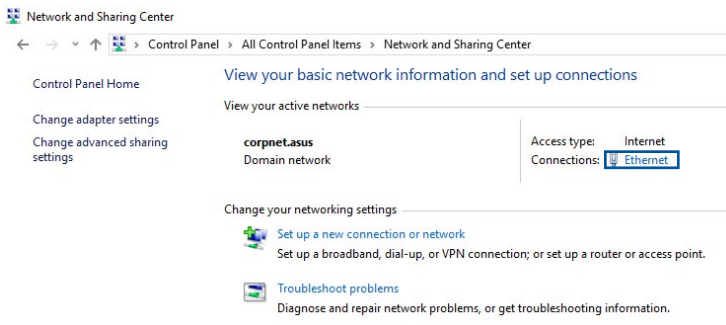 Network and Sharing Center
Control Panel > All Control Panel Items > Network and Sharing Center
Control Panel Home
Change adapter settings
Change advanced sharing
settings
View your basic network information and set up connections
View your active networks
corpnet.asus
Domain network
Access type: Internet
Connections: Ethernet
Change your networking settings
Set up a new connection or network
Set up a broadband, dial-up, or VPN connection; or set up a router or access point.
Troubleshoot problems
Diagnose and repair network problems, or get troubleshooting information.